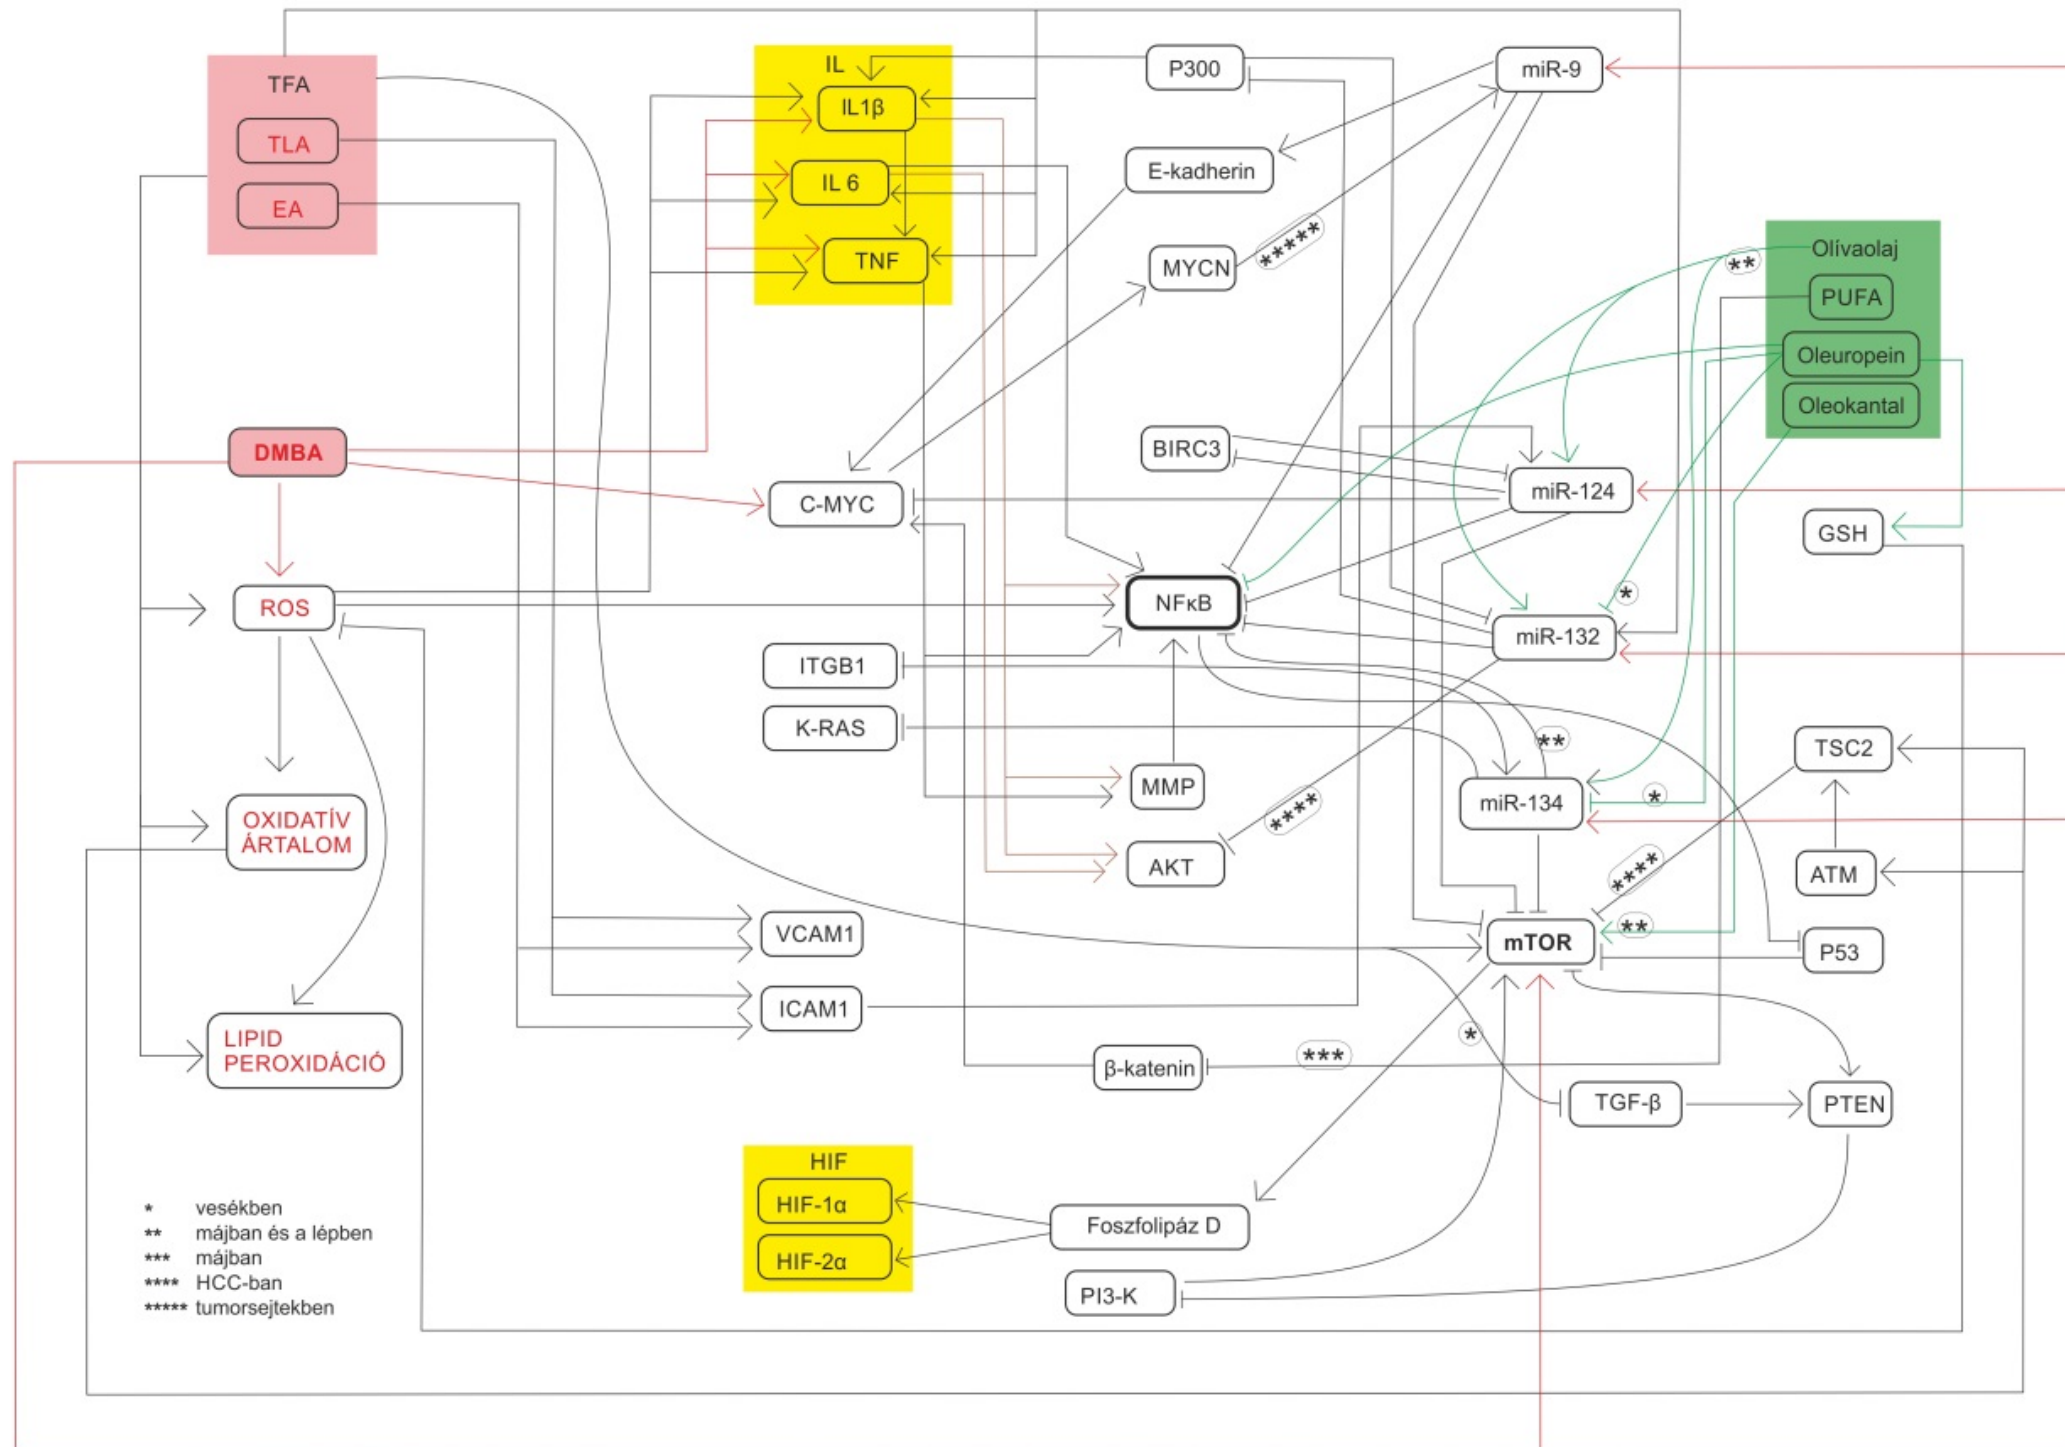 TFA
TLA
EA
IL
IL1β
IL 6
TNF
P300
miR-9
E-kadherin
MYCN
*****
Olívaolaj
**
PUFA
Oleuropein
Oleokantal
DMBA
C-MYC
BIRC3
miR-124
GSH
ROS
NFκB
*
miR-132
ITGB1
K-RAS
**
TSC2
MMP
miR-134
*
****
OXIDATÍV
ÁRTALOM
AKT
****
ATM
VCAM1
mTOR
**
P53
ICAM1
*
LIPID
PEROXIDÁCIÓ
β-katenin
***
TGF-β
PTEN
HIF
HIF-1α
HIF-2α
Foszfolipáz D
PI3-K
* vesékben
** májban és a lépben
*** májban
**** HCC-ban
***** tumorsejtekben